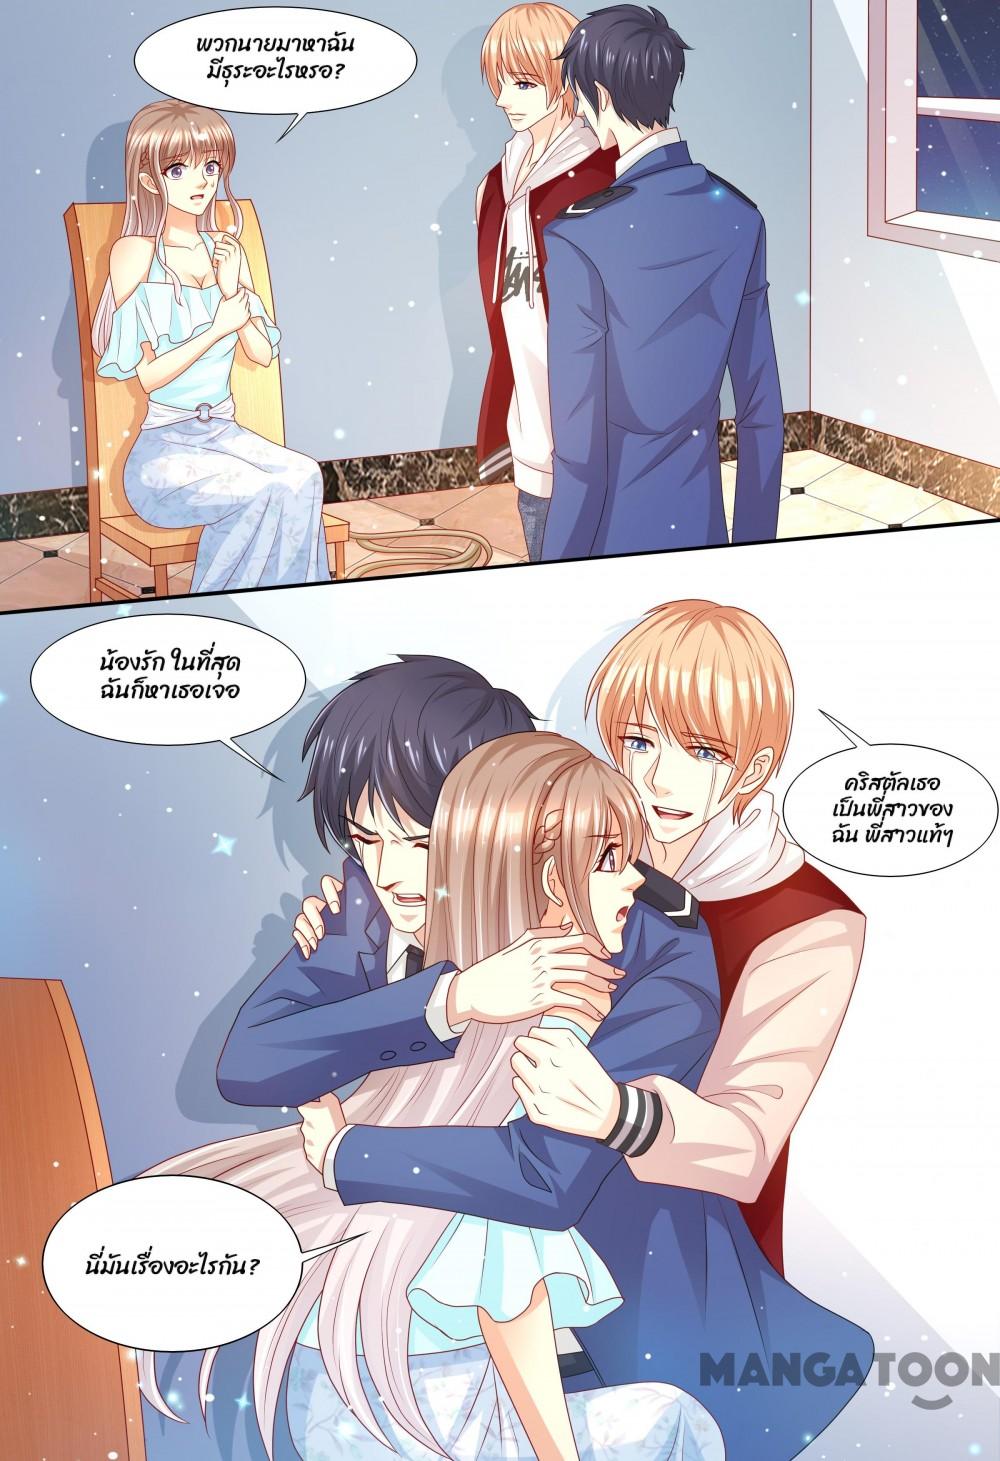 พวกนายมาหาฉัน
มีธุระอะไรหรอ?
น้องรัก ในที่สุด
ฉันก็หาเธอเจอ
คริสตัลเธอ
เป็นพี่สาวของ
ฉัน พี่สาวแท้ๆ
นี่มันเรื่องอะไรกัน?
MANGATOON